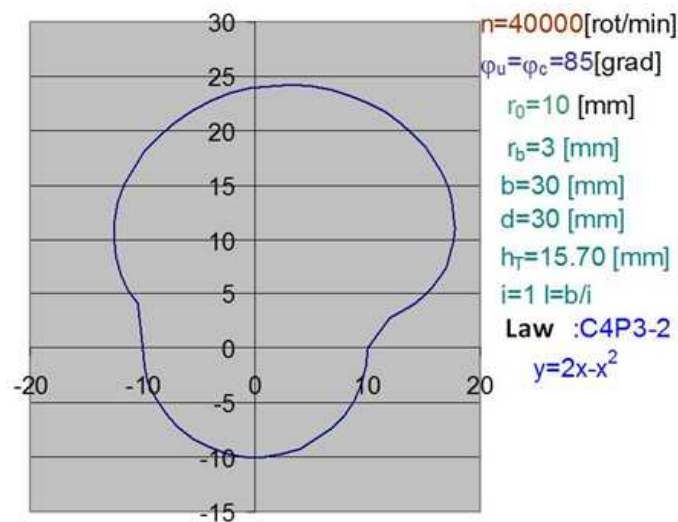 30
25
20
15
10
5
0
-5
-10
-15
-20 -10 0 10 20
n=40000[rot/min]
φu=φc=85[grad]
r0=10 [mm]
rb=3 [mm]
b=30 [mm]
d=30 [mm]
hT=15.70 [mm]
i=1 l=b/i
Law :C4P3-2
y=2x-x²